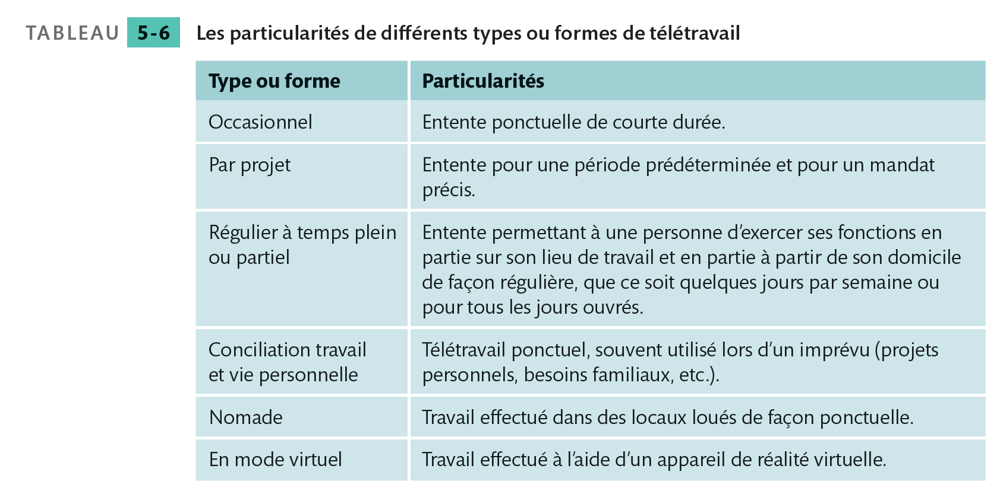 TABLEAU 5-6 Les particularités de différents types ou formes de télétravail
Type ou forme Particularités
Occasionnel Entente ponctuelle de courte durée.
Par projet Entente pour une période prédéterminée et pour un mandat
précis.
Régulier à temps plein Entente permettant à une personne d’exercer ses fonctions en
ou partiel partie sur son lieu de travail et en partie à partir de son domicile
de façon régulière, que ce soit quelques jours par semaine ou
pour tous les jours ouvrés.
Conciliation travail Télétravail ponctuel, souvent utilisé lors d’un imprévu (projets
et vie personnelle personnels, besoins familiaux, etc.).
Nomade Travail effectué dans des locaux loués de façon ponctuelle.
En mode virtuel Travail effectué à l’aide d’un appareil de réalité virtuelle.